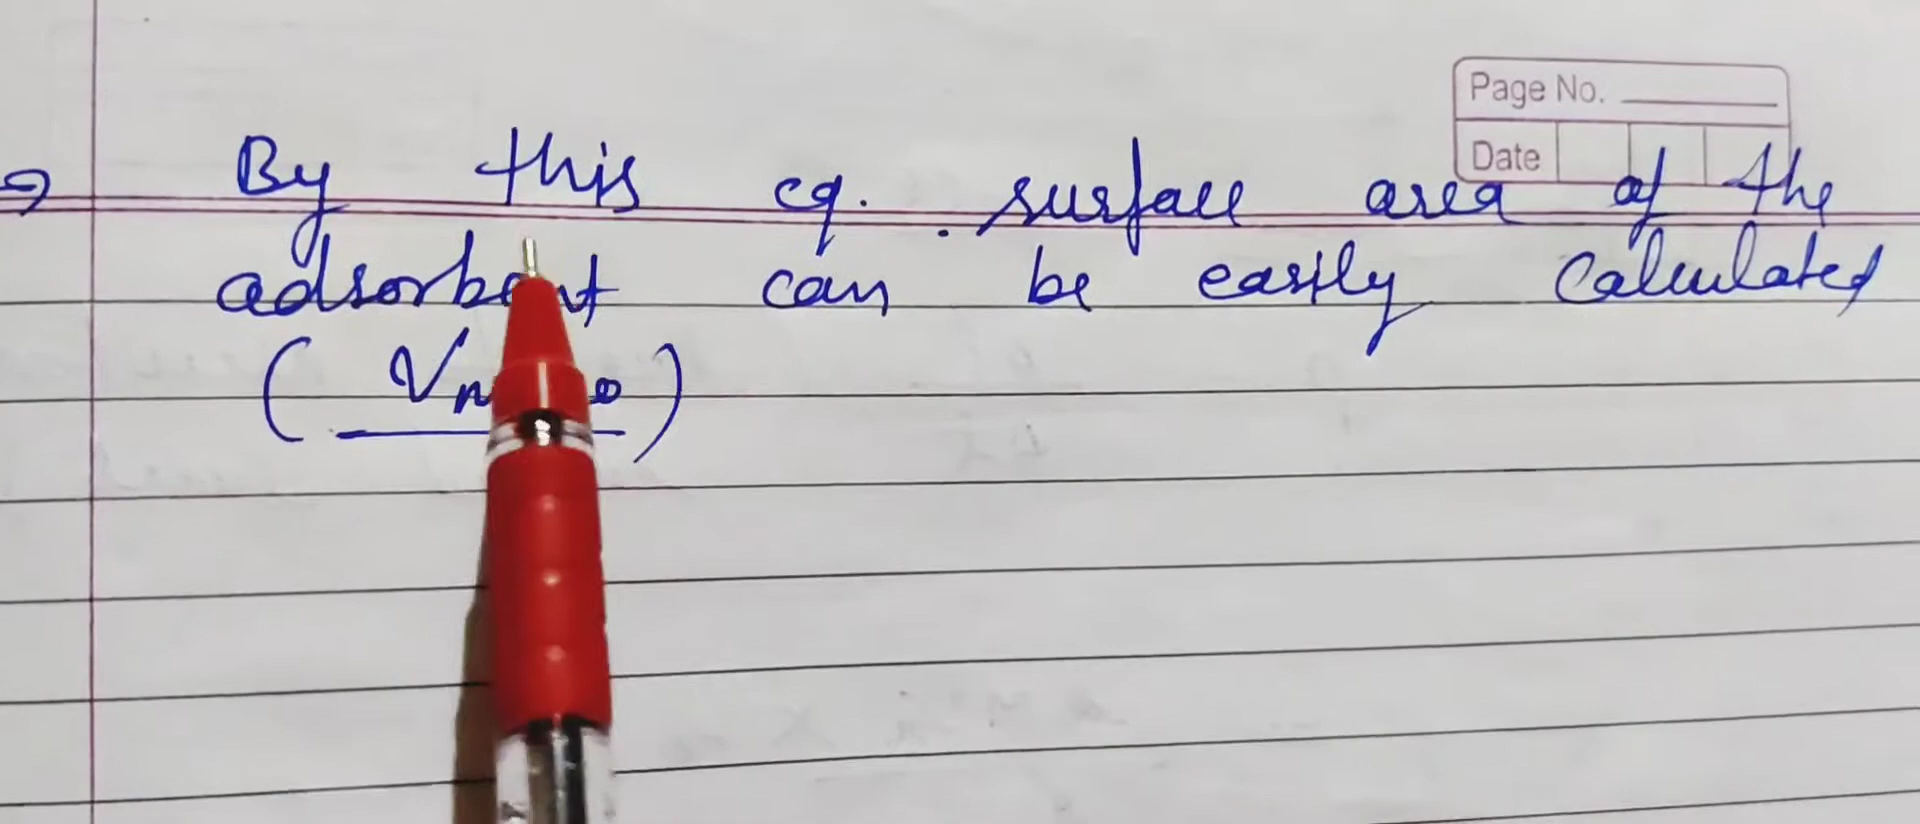 Page No.
Date
⇒ By this eq. surface area of the
adsorbent can be easily calculated